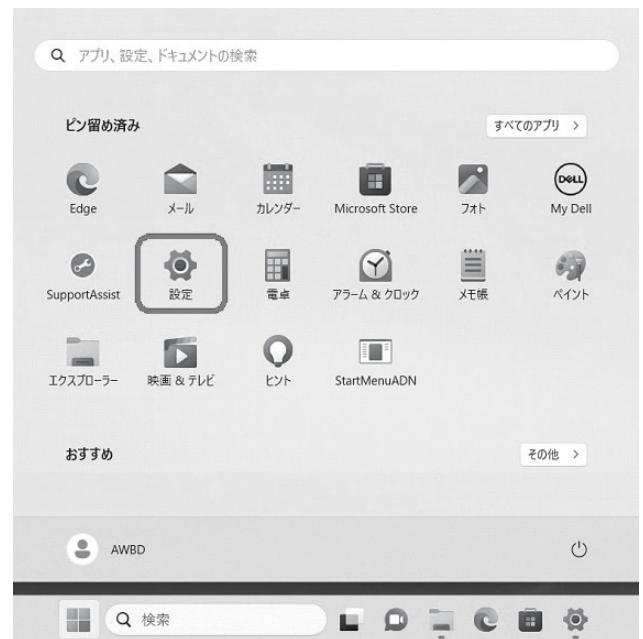 アプリ、設定、ドキュメントの検索
ピン留め済み
すべてのアプリ >
Edge
メール
カレンダー
Microsoft Store
フォト
DELL
My Dell
SupportAssist
設定
電卓
アラーム & クロック
メモ帳
ペイント
エクスプローラー
映画 & テレビ
ヒント
StartMenuADN
おすすめ
その他 >
AWBD
検索